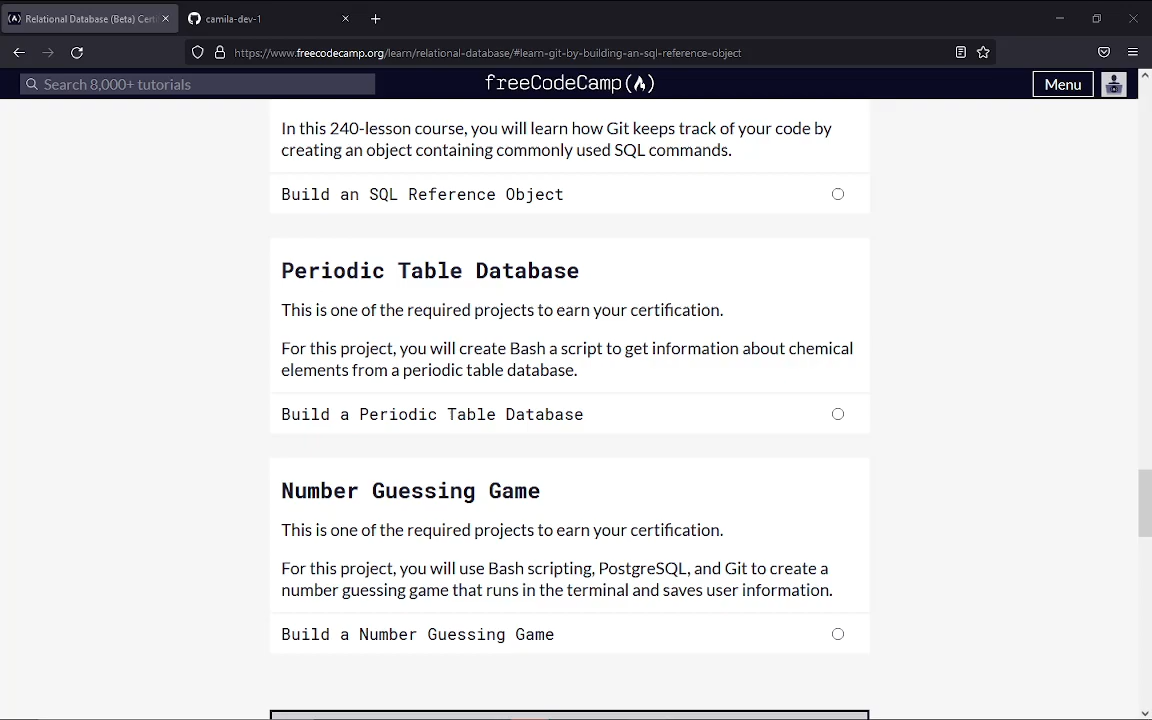 Relational Database (Beta) Cert
camila-dev-1
https://www.freecodecamp.org/learn/relational-database/#learn-git-by-building-an-sql-reference-object
Search 8,000+ tutorials
freeCodeCamp(A)
Menu
In this 240-lesson course, you will learn how Git keeps track of your code by
creating an object containing commonly used SQL commands.
Build an SQL Reference Object
Periodic Table Database
This is one of the required projects to earn your certification.
For this project, you will create Bash a script to get information about chemical
elements from a periodic table database.
Build a Periodic Table Database
Number Guessing Game
This is one of the required projects to earn your certification.
For this project, you will use Bash scripting, PostgreSQL, and Git to create a
number guessing game that runs in the terminal and saves user information.
Build a Number Guessing Game